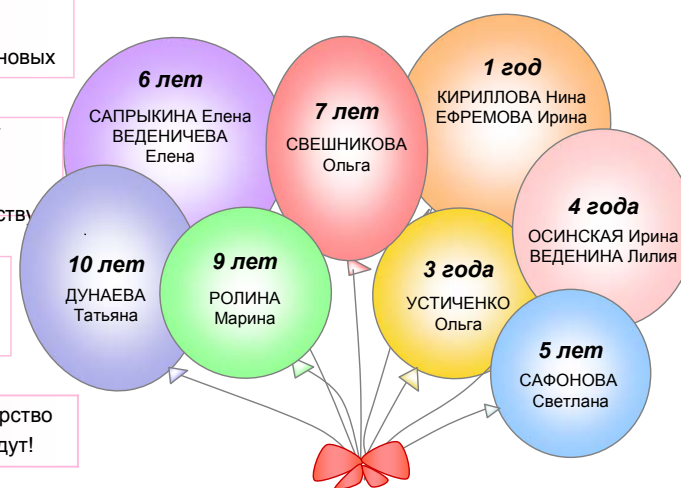 новых
6 лет
САПРЫКИНА Елена
ВЕДЕНИЧЕВА
Елена
7 лет
СВЕШНИКОВА
Ольга
1 год
КИРИЛЛОВА Нина
ЕФРЕМОВА Ирина
4 года
ОСИНСКАЯ Ирина
ВЕДЕНИНА Лилия
10 лет
ДУНАЕВА
Татьяна
9 лет
РОЛИНА
Марина
3 года
УСТИЧЕНКО
Ольга
5 лет
САФОНОВА
Светлана
дут!